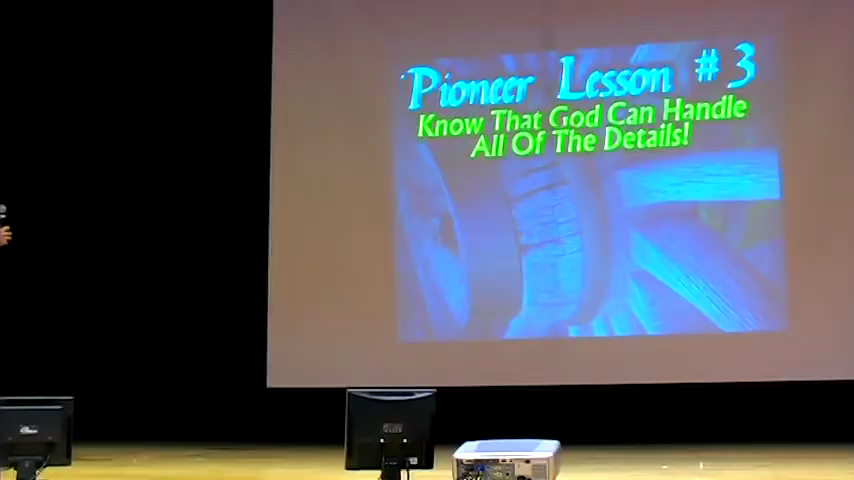 Pioneer Lesson # 3
Know That God Can Handle
All Of The Details!